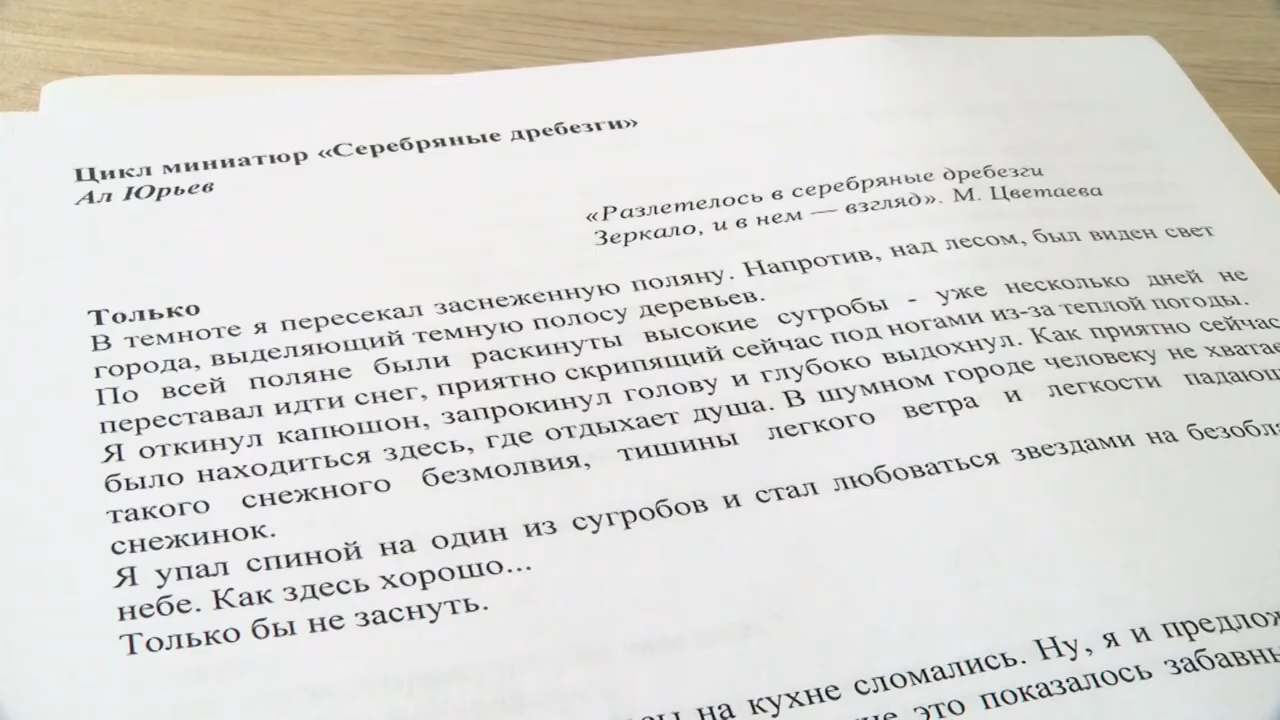 Цикл миниатюр «Серебряные дребезги»
Ал Юрьев
«Разлетелось в серебряные дребезги
Зеркало, и в нем — взгляд». М. Цветаева
Только
В темноте я пересекал заснеженную поляну. Напротив, над лесом, был виден свет
города, выделяющий темную полосу деревьев.
По всей поляне были раскинуты высокие сугробы - уже несколько дней не
переставал идти снег, приятно скрипящий сейчас под ногами из-за теплой погоды.
Я откинул капюшон, запрокинул голову и глубоко выдохнул. Как приятно сейчас
было находиться здесь, где отдыхает душа. В шумном городе человеку не хватае
такого снежного безмолвия, тишины легкого ветра и легкости падающ
снежинок.
Я упал спиной на один из сугробов и стал любоваться звездами на безобла
небе. Как здесь хорошо...
Только бы не заснуть.
на кухне сломались. Ну, я и предлож
это показалось забавны